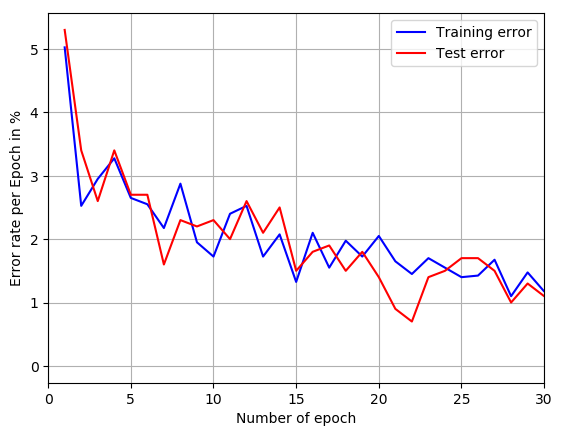 Training error
Test error
5
4
3
2
1
0
Error rate per Epoch in %
0 5 10 15 20 25 30
Number of epoch